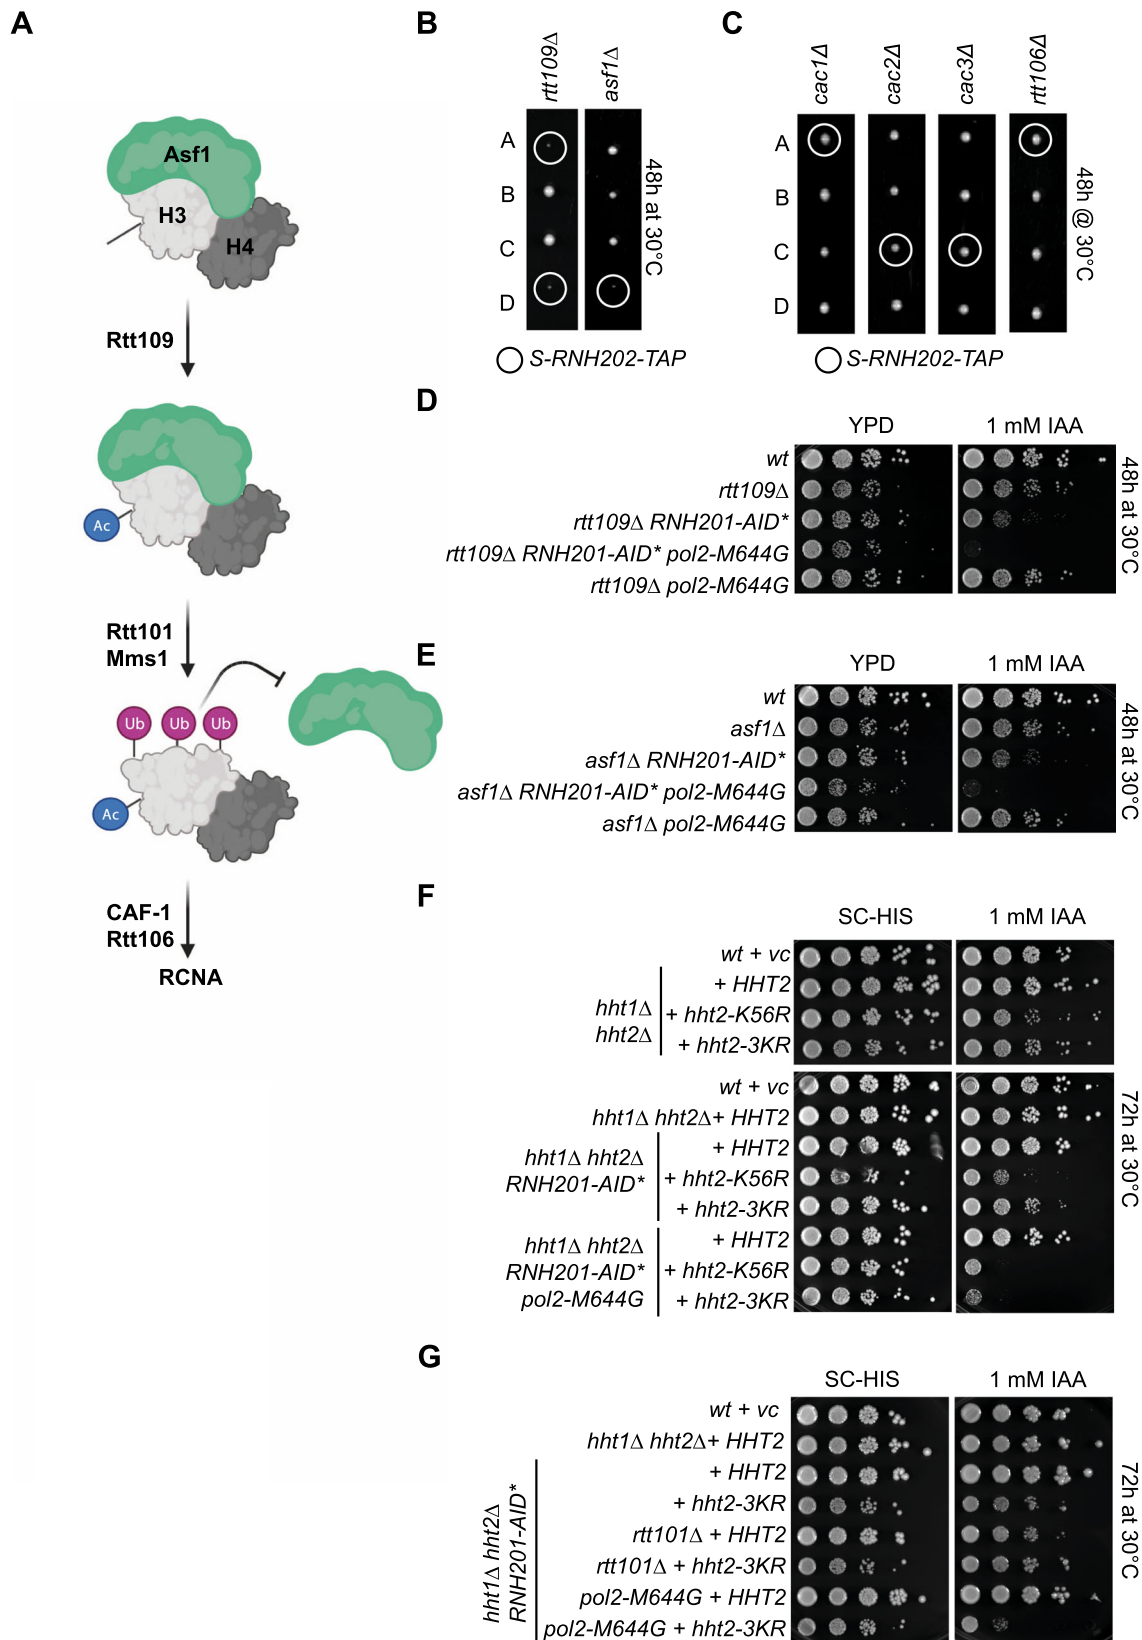 A
Asf1
H3
H4
Rtt109
Ac
Rtt101
Mms1
Ub
Ub
Ub
Ac
CAF-1
Rtt106
RCNA
B
rtt109Δ
asf1Δ
A
B
C
D
48h at 30°C
S-RNH202-TAP
C
cac1Δ
cac2Δ
cac3Δ
rtt106Δ
A
B
C
D
48h @ 30°C
S-RNH202-TAP
D
YPD
1 mM IAA
wt
rtt109Δ
rtt109Δ RNH201-AID*
rtt109Δ RNH201-AID* pol2-M644G
rtt109Δ pol2-M644G
48h at 30°C
E
YPD
1 mM IAA
wt
asf1Δ
asf1Δ RNH201-AID*
asf1Δ RNH201-AID* pol2-M644G
asf1Δ pol2-M644G
48h at 30°C
F
SC-HIS
1 mM IAA
wt + vc
+ HHT2
hht1Δ
hht2Δ
+ hht2-K56R
+ hht2-3KR
wt + vc
hht1Δ hht2Δ+ HHT2
+ HHT2
hht1Δ hht2Δ
RNH201-AID*
+ hht2-K56R
+ hht2-3KR
+ HHT2
hht1Δ hht2Δ
RNH201-AID*
pol2-M644G
+ hht2-K56R
+ hht2-3KR
72h at 30°C
G
SC-HIS
1 mM IAA
wt + vc
hht1Δ hht2Δ+ HHT2
hht1Δ hht2Δ
RNH201-AID*
+ HHT2
+ hht2-3KR
rtt101Δ + HHT2
rtt101Δ + hht2-3KR
pol2-M644G + HHT2
pol2-M644G + hht2-3KR
72h at 30°C